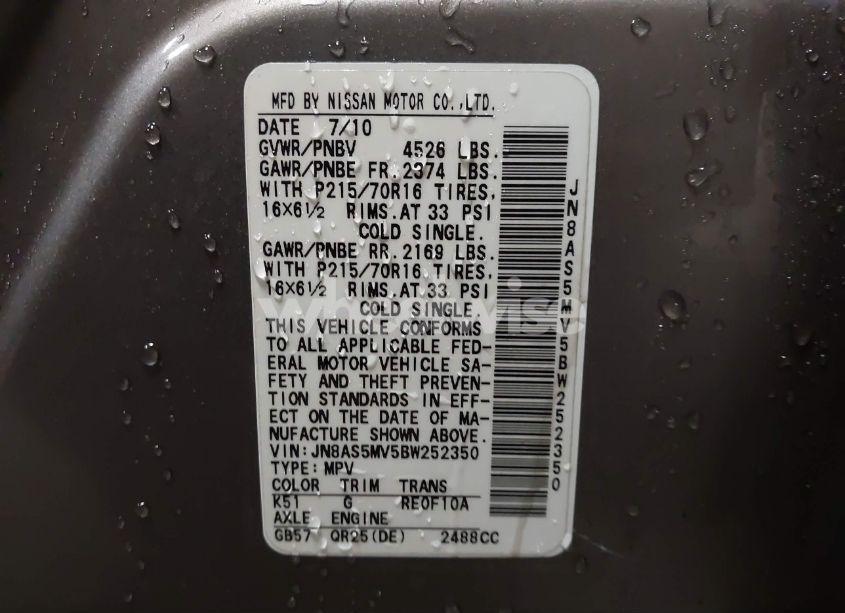 MFD BY NISSAN MOTOR CO.,LTD.
DATE 7/10
GVWR/PNBV 4526 LBS.
GAWR/PNBE FR.2374 LBS.
WITH P215/70R16 TIRES,
16X6½ RIMS.AT 33 PSI
COLD SINGLE.
GAWR/PNBE RR.2169 LBS.
WITH P215/70R16 TIRES,
16X6½ RIMS.AT 33 PSI
COLD SINGLE.
THIS VEHICLE CONFORMS
TO ALL APPLICABLE FED-
ERAL MOTOR VEHICLE SA-
FETY AND THEFT PREVEN-
TION STANDARDS IN EFF-
ECT ON THE DATE OF MA-
NUFACTURE SHOWN ABOVE.
VIN:JN8AS5MV5BW252350
TYPE:MPV
COLOR TRIM TRANS
K51 G RE0F10A
AXLE ENGINE
GB57 QR25(DE) 2488CC
JN8AS5MV5BW252350